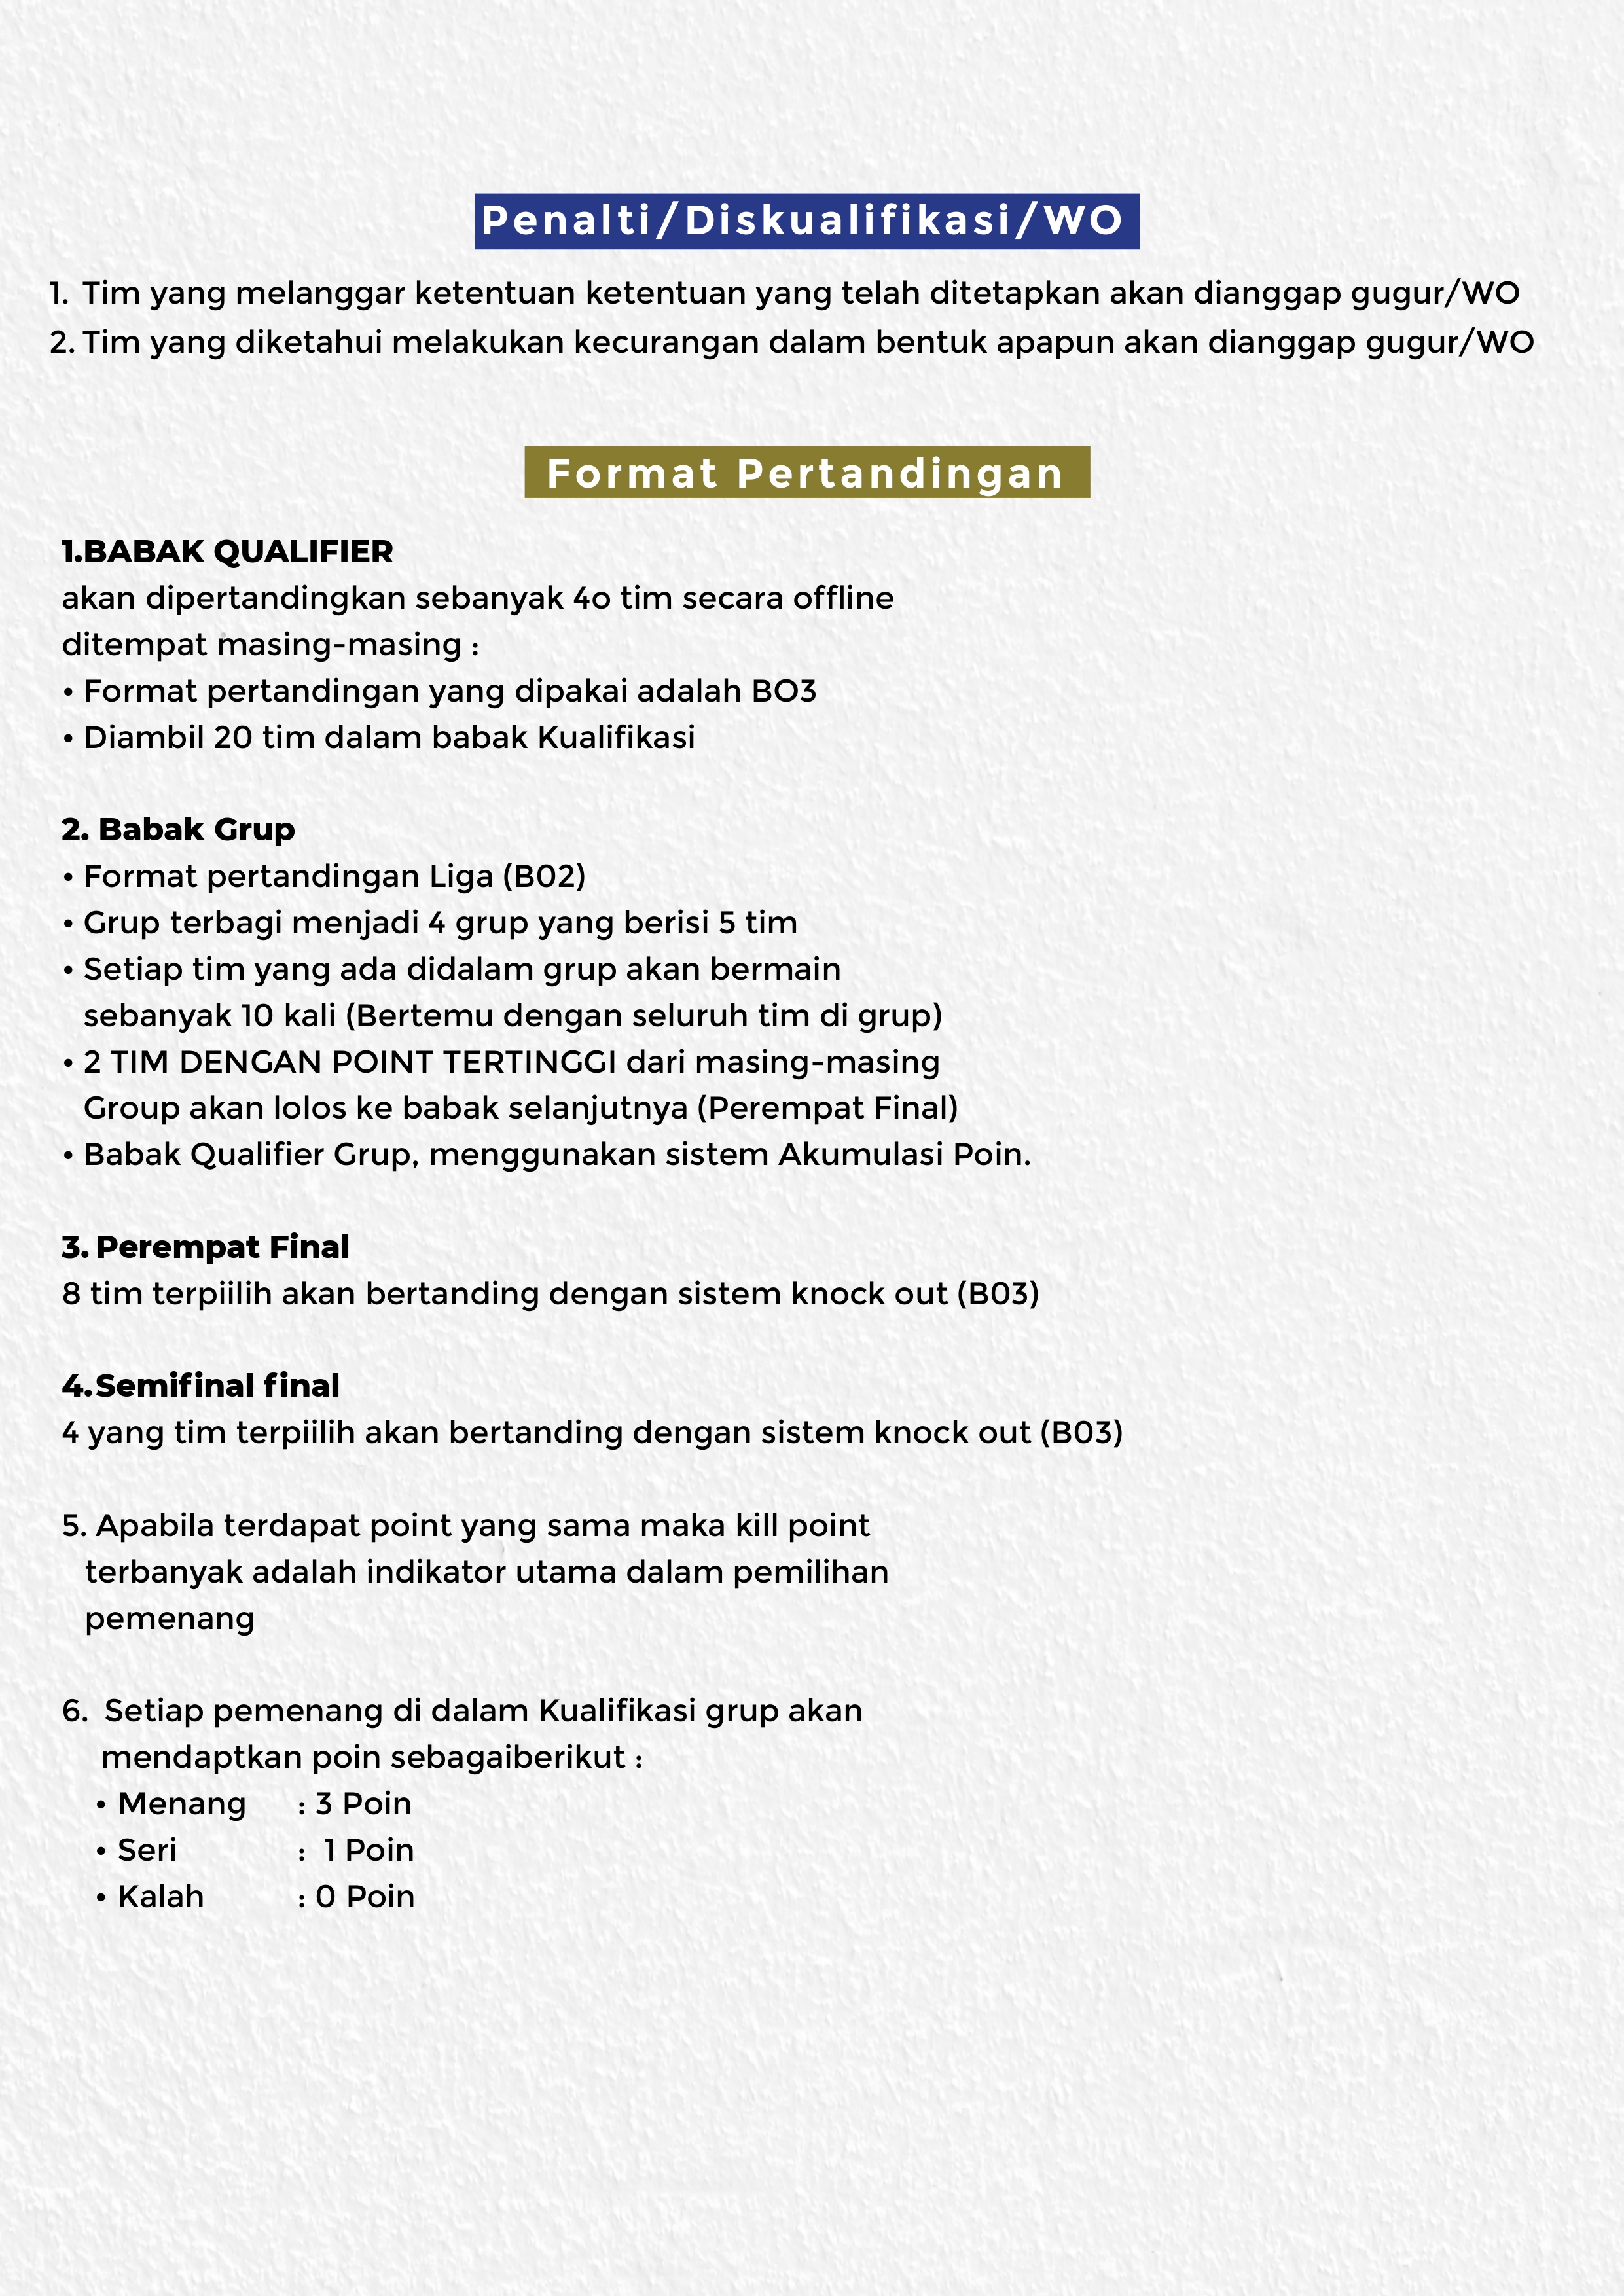 Penalti/Diskualifikasi/WO
1. Tim yang melanggar ketentuan ketentuan yang telah ditetapkan akan dianggap gugur/WO
2. Tim yang diketahui melakukan kecurangan dalam bentuk apapun akan dianggap gugur/WO
Format Pertandingan
1.BABAK QUALIFIER
akan dipertandingkan sebanyak 4o tim secara offline
ditempat masing-masing :
• Format pertandingan yang dipakai adalah BO3
• Diambil 20 tim dalam babak Kualifikasi
2. Babak Grup
• Format pertandingan Liga (B02)
• Grup terbagi menjadi 4 grup yang berisi 5 tim
• Setiap tim yang ada didalam grup akan bermain
sebanyak 10 kali (Bertemu dengan seluruh tim di grup)
• 2 TIM DENGAN POINT TERTINGGI dari masing-masing
Group akan lolos ke babak selanjutnya (Perempat Final)
• Babak Qualifier Grup, menggunakan sistem Akumulasi Poin.
3. Perempat Final
8 tim terpiilih akan bertanding dengan sistem knock out (B03)
4.Semifinal final
4 yang tim terpiilih akan bertanding dengan sistem knock out (B03)
5. Apabila terdapat point yang sama maka kill point
terbanyak adalah indikator utama dalam pemilihan
pemenang
6. Setiap pemenang di dalam Kualifikasi grup akan
mendaptkan poin sebagaiberikut :
• Menang : 3 Poin
• Seri : 1 Poin
• Kalah : 0 Poin